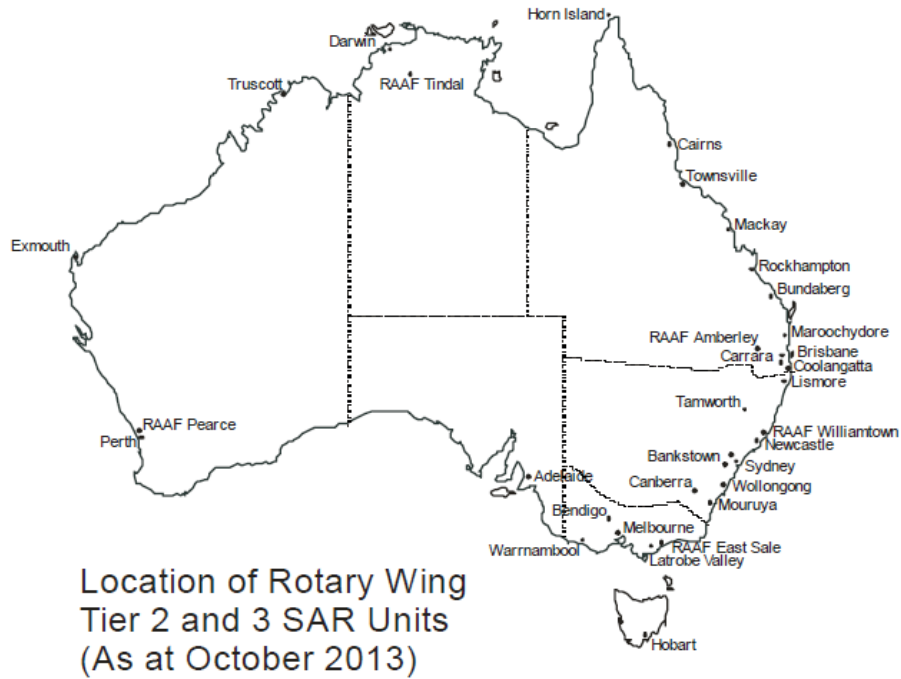 Horn Island
Darwin
Truscott
RAAF Tindal
Cairns
Townsville
Mackay
Exmouth
Rockhampton
Bundaberg
Maroochydore
RAAF Amberley
Brisbane
Carrara
Coolangatta
Lismore
Tamworth
RAAF Pearce
Perth
RAAF Williamtown
Newcastle
Bankstown
Sydney
Adelaide
Canberra
Wollongong
Mouruya
Bendigo
Melbourne
Warrnambool
RAAF East Sale
Latrobe Valley
Location of Rotary Wing
Tier 2 and 3 SAR Units
(As at October 2013)
Hobart